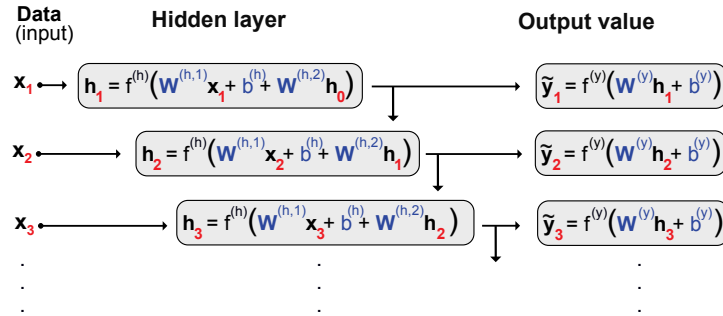 Data Hidden layer Output value
(input)
x₁ h₁ = f⁽ʰ⁾(W⁽ʰ,¹⁾x₁+ b⁽ʰ⁾+ W⁽ʰ,²⁾h₀) ỹ₁ = f⁽ʸ⁾(W⁽ʸ⁾h₁+ b⁽ʸ⁾)
x₂ h₂ = f⁽ʰ⁾(W⁽ʰ,¹⁾x₂+ b⁽ʰ⁾+ W⁽ʰ,²⁾h₁) ỹ₂ = f⁽ʸ⁾(W⁽ʸ⁾h₂+ b⁽ʸ⁾)
x₃ h₃ = f⁽ʰ⁾(W⁽ʰ,¹⁾x₃+ b⁽ʰ⁾+ W⁽ʰ,²⁾h₂) ỹ₃ = f⁽ʸ⁾(W⁽ʸ⁾h₃+ b⁽ʸ⁾)
. . .
. . .
. . .